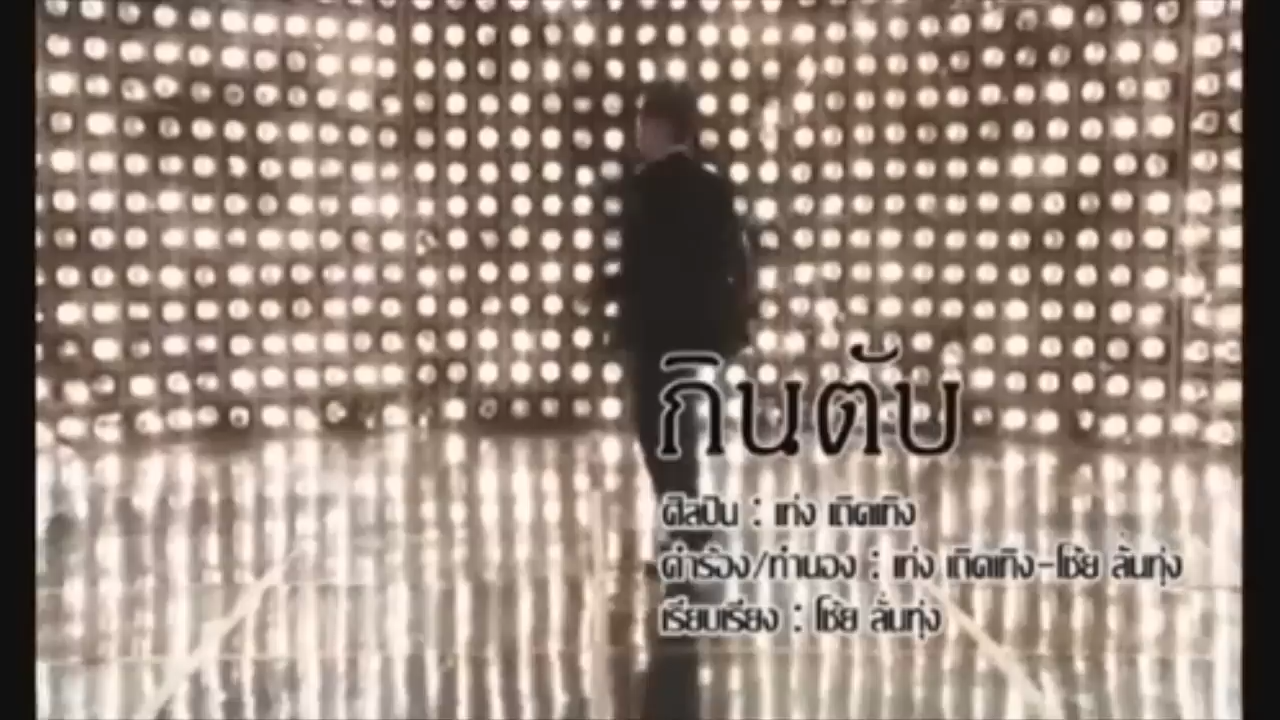 กินตับ
ศิลปิน : เท่ง เถิดเทิง
คำร้อง/ทำนอง : เท่ง เถิดเทิง-โช้ย ลั่นทุ่ง
เรียบเรียง : โช้ย ลั่นทุ่ง